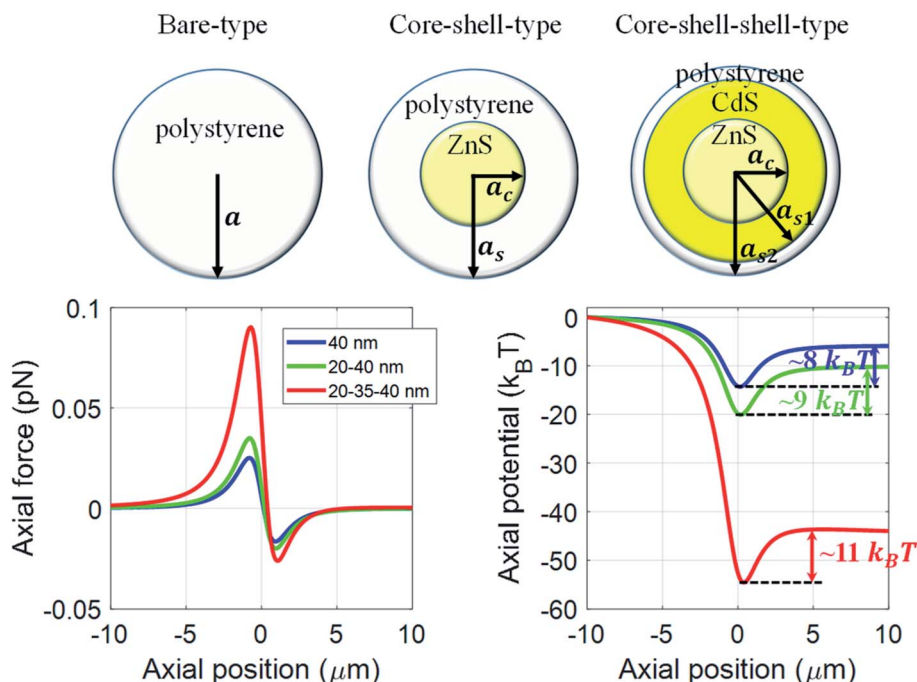 Bare-type
Core-shell-type
Core-shell-shell-type
polystyrene
a
polystyrene
ZnS
a_c
a_s
polystyrene
CdS
ZnS
a_c
a_s1
a_s2
0.1
0.05
0
-0.05
Axial force (pN)
40 nm
20-40 nm
20-35-40 nm
-10
-5
0
5
10
Axial position (μm)
0
-10
-20
-30
-40
-50
-60
Axial potential (k_BT)
~8 k_BT
~9 k_BT
~11 k_BT
-10
-5
0
5
10
Axial position (μm)